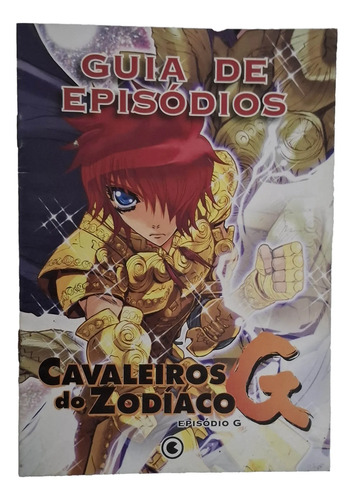 GUIA DE
EPISÓDIOS
CAVALEIROS
do ZODÍACO G
EPISÓDIO G
C